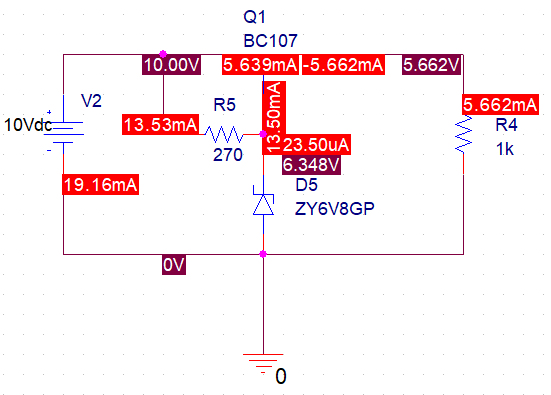 Q1
BC107
10.00V
5.639mA
-5.662mA
5.662V
V2
10Vdc
13.53mA
R5
270
13.50mA
23.50uA
6.348V
5.662mA
R4
1k
19.16mA
D5
ZY6V8GP
0V
0